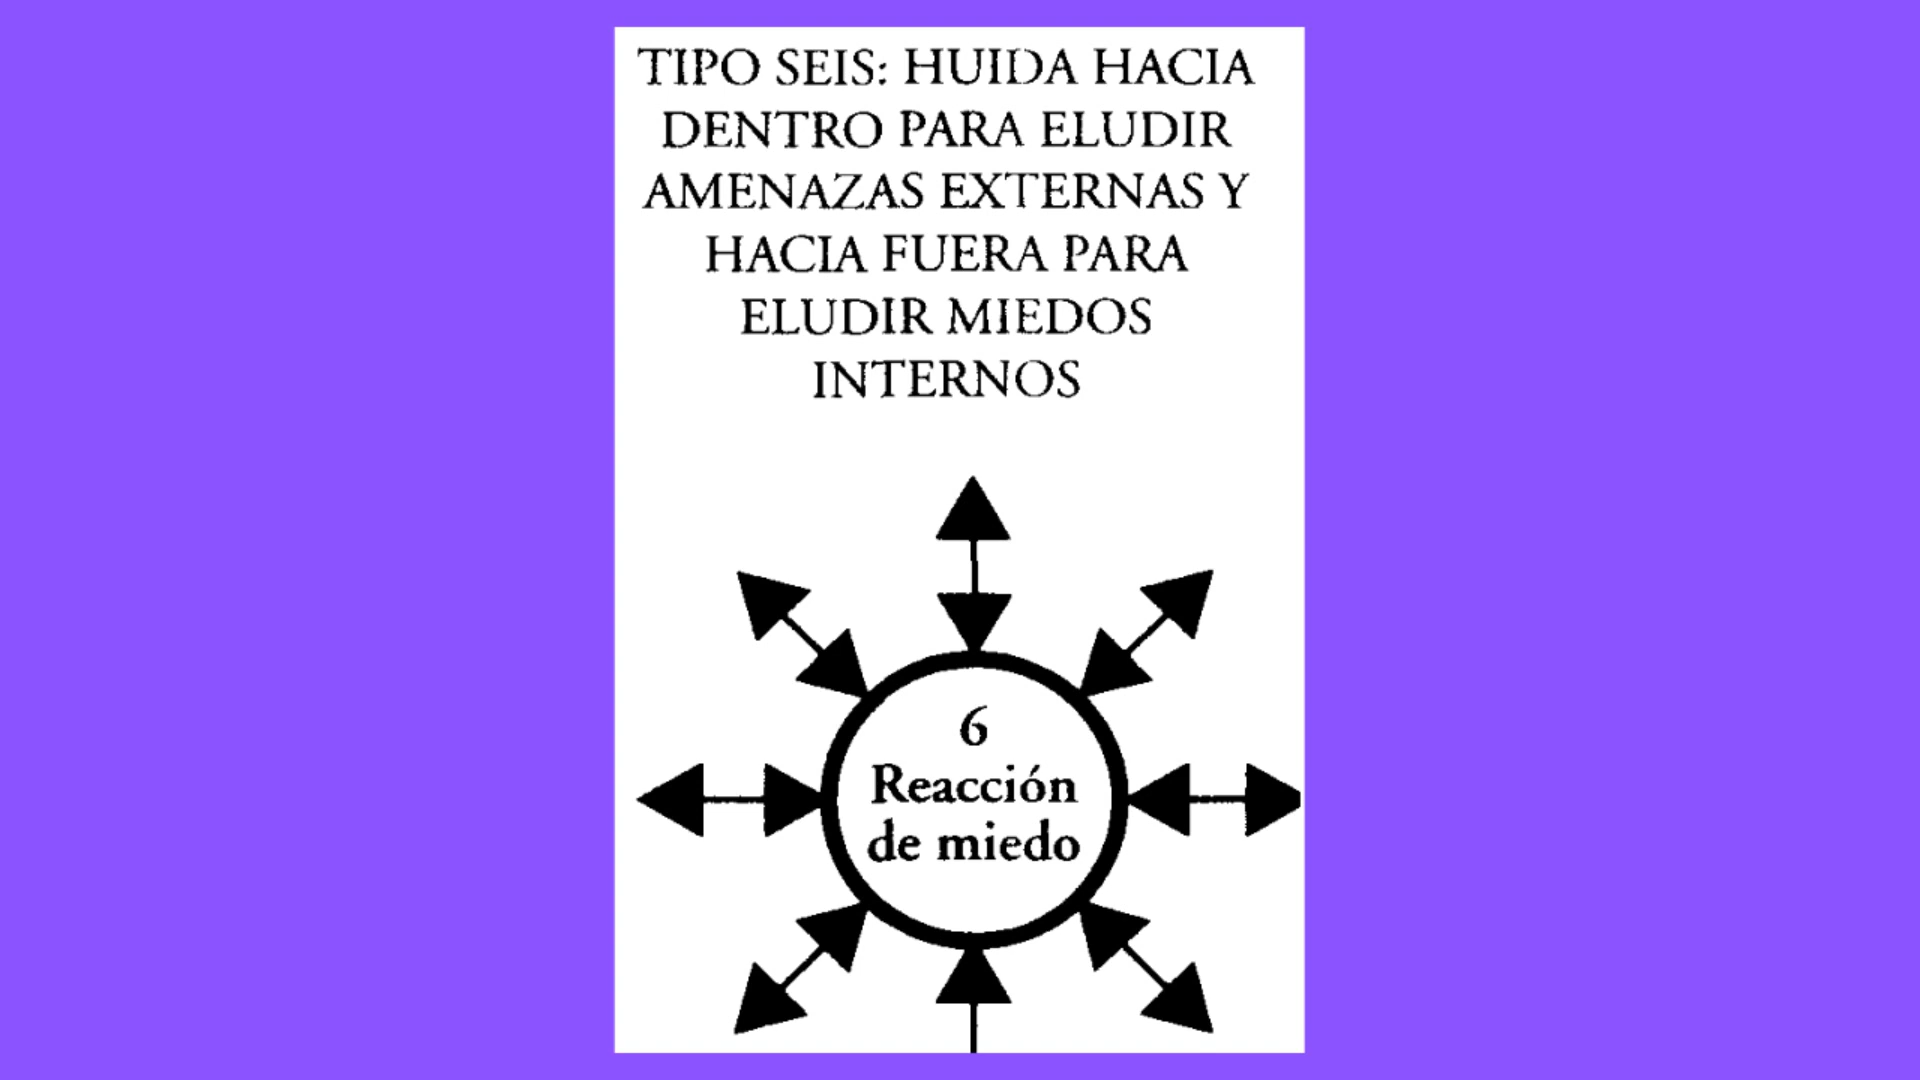 TIPO SEIS: HUIDA HACIA
DENTRO PARA ELUDIR
AMENAZAS EXTERNAS Y
HACIA FUERA PARA
ELUDIR MIEDOS
INTERNOS
6
Reacción
de miedo